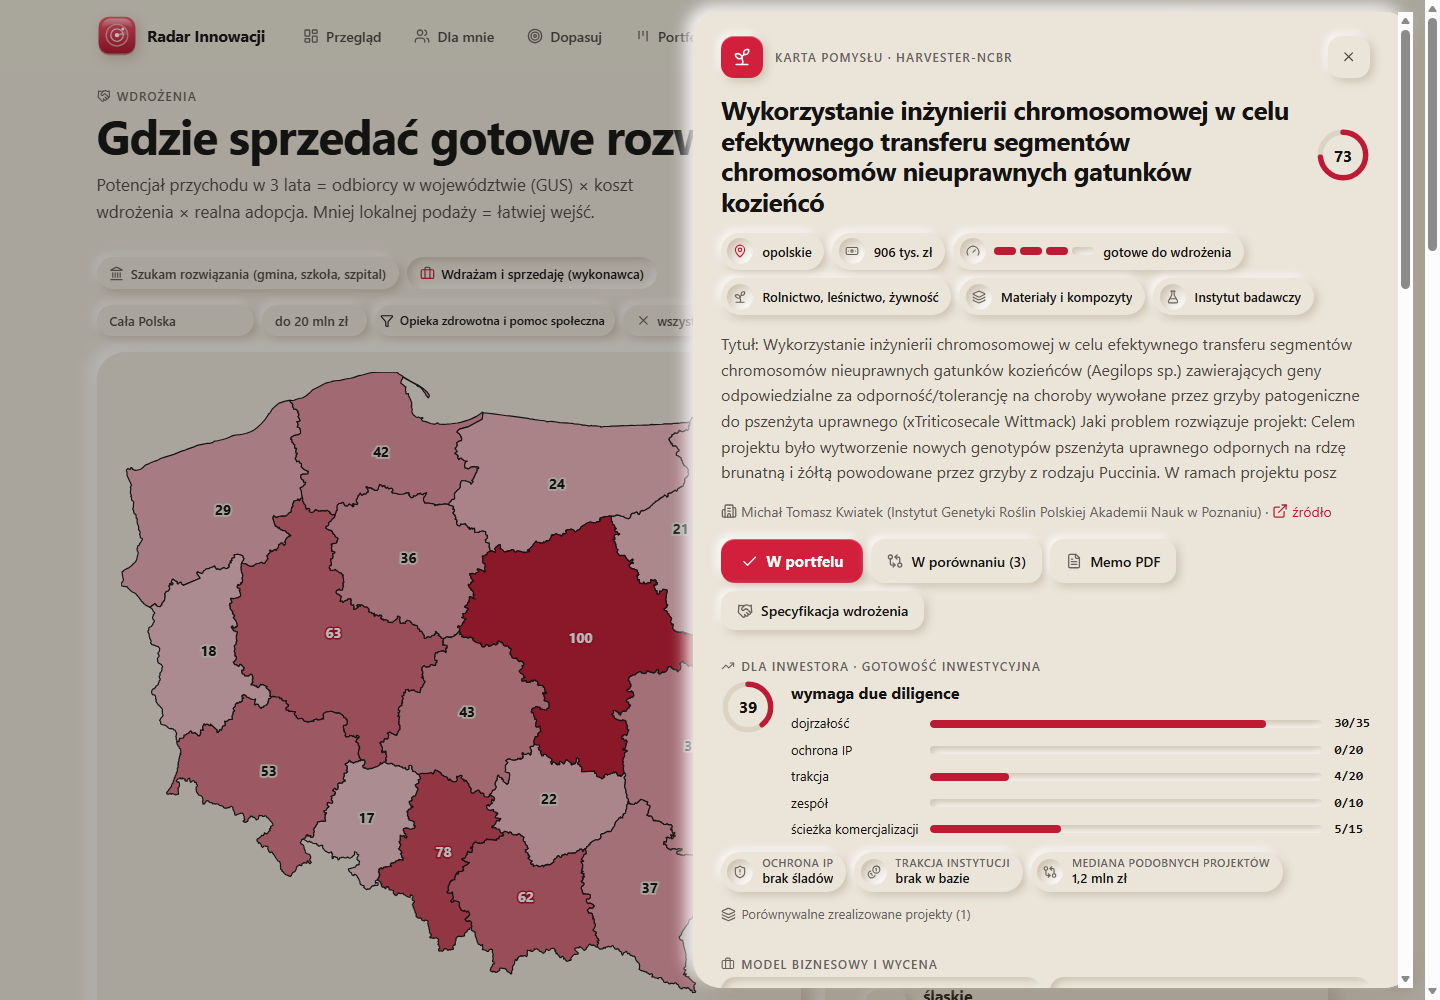 Radar Innowacji
Przegląd
Dla mnie
Dopasuj
Portf
WDROŻENIA
Gdzie sprzedać gotowe rozw
Potencjał przychodu w 3 lata = odbiorcy w województwie (GUS) × koszt
wdrożenia × realna adopcja. Mniej lokalnej podaży = łatwiej wejść.
Szukam rozwiązania (gmina, szkoła, szpital)
Wdrażam i sprzedaję (wykonawca)
Cała Polska
do 20 mln zł
Opieka zdrowotna i pomoc społeczna
wszys
42
29
24
21
36
63
18
100
43
53
22
17
78
62
37
KARTA POMYSŁU · HARVESTER-NCBR
Wykorzystanie inżynierii chromosomowej w celu
efektywnego transferu segmentów
chromosomów nieuprawnych gatunków
kozieńcó
73
opolskie
906 tys. zł
gotowe do wdrożenia
Rolnictwo, leśnictwo, żywność
Materiały i kompozyty
Instytut badawczy
Tytuł: Wykorzystanie inżynierii chromosomowej w celu efektywnego transferu segmentów
chromosomów nieuprawnych gatunków kozieńców (Aegilops sp.) zawierających geny
odpowiedzialne za odporność/tolerancję na choroby wywołane przez grzyby patogeniczne
do pszenżyta uprawnego (xTriticosecale Wittmack) Jaki problem rozwiązuje projekt: Celem
projektu było wytworzenie nowych genotypów pszenżyta uprawnego odpornych na rdzę
brunatną i żółtą powodowane przez grzyby z rodzaju Puccinia. W ramach projektu posz
Michał Tomasz Kwiatek (Instytut Genetyki Roślin Polskiej Akademii Nauk w Poznaniu) · źródło
W portfelu
W porównaniu (3)
Memo PDF
Specyfikacja wdrożenia
DLA INWESTORA · GOTOWOŚĆ INWESTYCYJNA
39
wymaga due diligence
dojrzałość 30/35
ochrona IP 0/20
trakcja 4/20
zespół 0/10
ścieżka komercjalizacji 5/15
OCHRONA IP
brak śladów
TRAKCJA INSTYTUCJI
brak w bazie
MEDIANA PODOBNYCH PROJEKTÓW
1,2 mln zł
Porównywalne zrealizowane projekty (1)
MODEL BIZNESOWY I WYCENA
śląskie